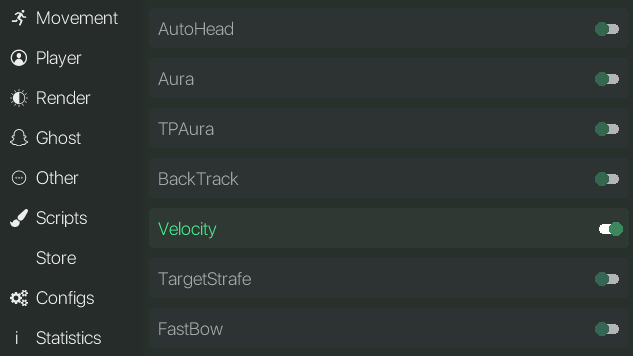 Movement
Player
Render
Ghost
Other
Scripts
Store
Configs
Statistics
AutoHead
Aura
TPAura
BackTrack
Velocity
TargetStrafe
FastBow